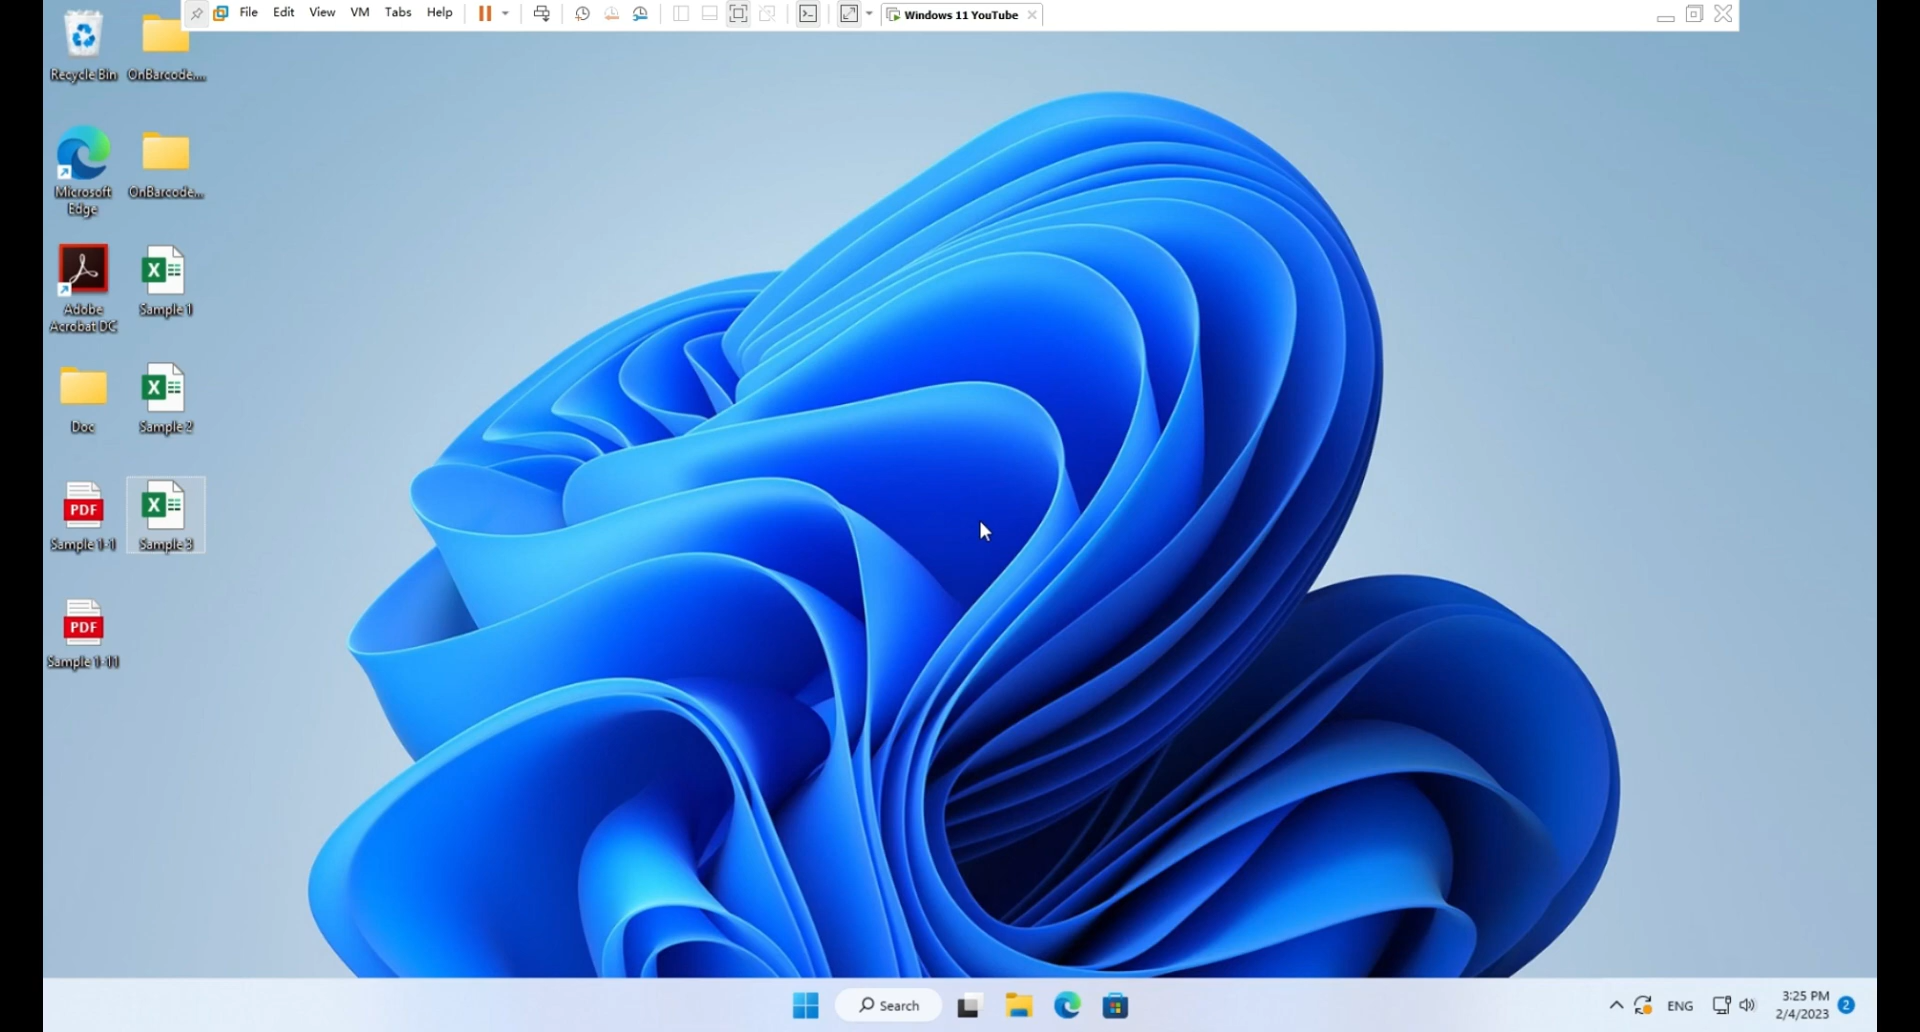 File Edit View VM Tabs Help Windows 11 YouTube
Recycle Bin OnBarcode....
Microsoft Edge OnBarcode...
Adobe Acrobat DC Sample 1
Doc Sample 2
PDF
Sample 1-1 Sample 3
PDF
Sample 1-11
Search
ENG
3:25 PM
2/4/2023 2